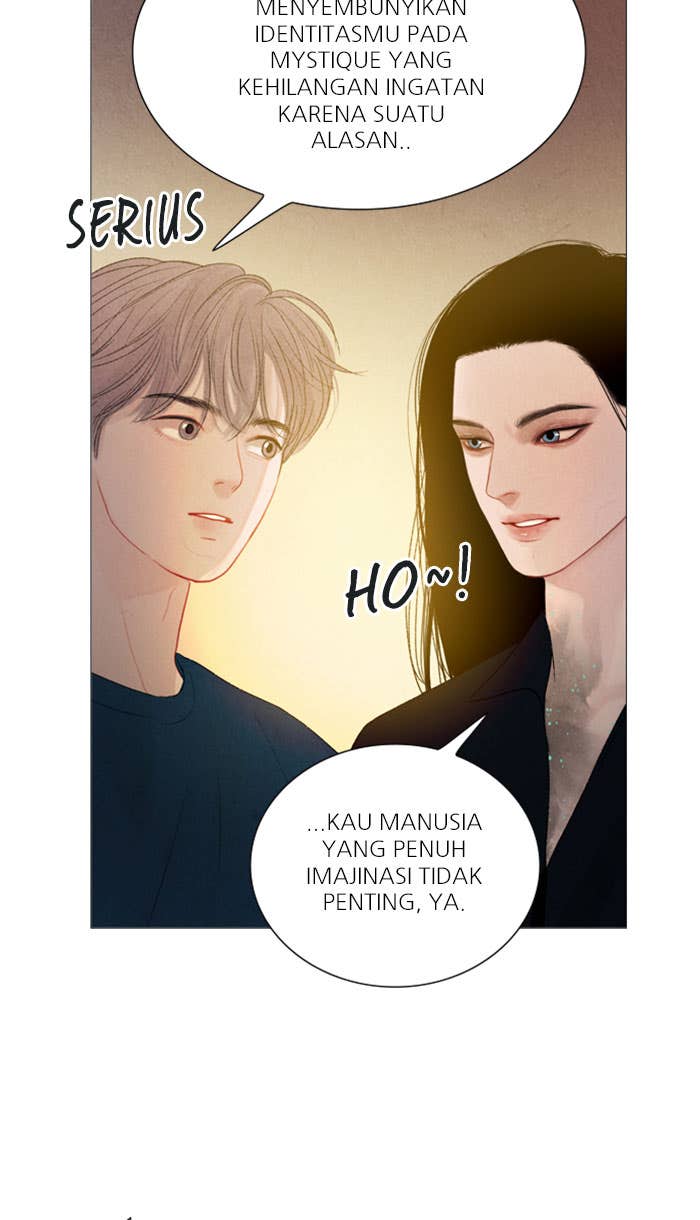 MENYEMBUNYIKAN
IDENTITASMU PADA
MYSTIQUE YANG
KEHILANGAN INGATAN
KARENA SUATU
ALASAN..
SERIUS
HO~!
...KAU MANUSIA
YANG PENUH
IMAJINASI TIDAK
PENTING, YA.